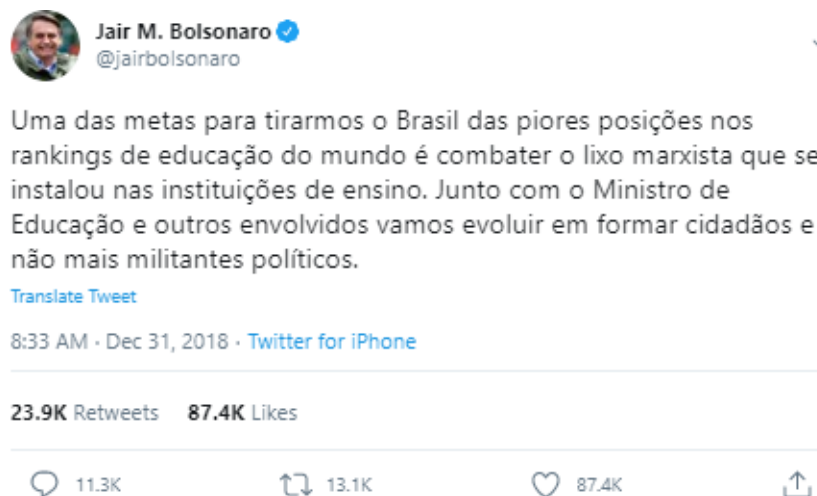 Jair M. Bolsonaro
@jairbolsonaro
Uma das metas para tirarmos o Brasil das piores posições nos
rankings de educação do mundo é combater o lixo marxista que se
instalou nas instituições de ensino. Junto com o Ministro de
Educação e outros envolvidos vamos evoluir em formar cidadãos e
não mais militantes políticos.
Translate Tweet
8:33 AM · Dec 31, 2018 · Twitter for iPhone
23.9K Retweets 87.4K Likes
11.3K 13.1K 87.4K